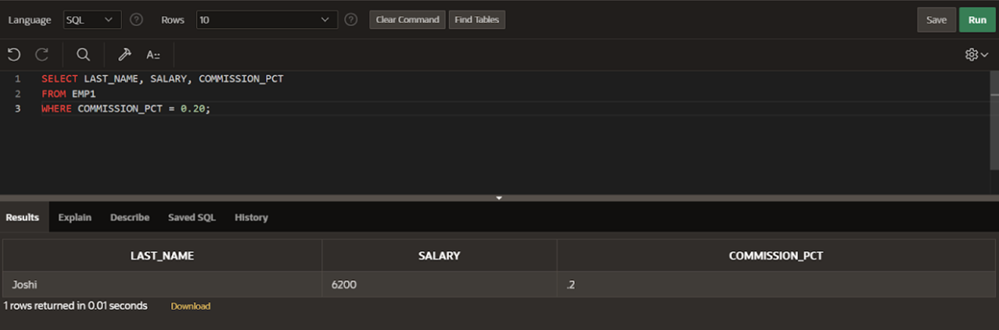 Language SQL Rows 10 Clear Command Find Tables Save Run
A::
1 SELECT LAST_NAME, SALARY, COMMISSION_PCT
2 FROM EMP1
3 WHERE COMMISSION_PCT = 0.20;
Results Explain Describe Saved SQL History
LAST_NAME SALARY COMMISSION_PCT
Joshi 6200 .2
1 rows returned in 0.01 seconds Download